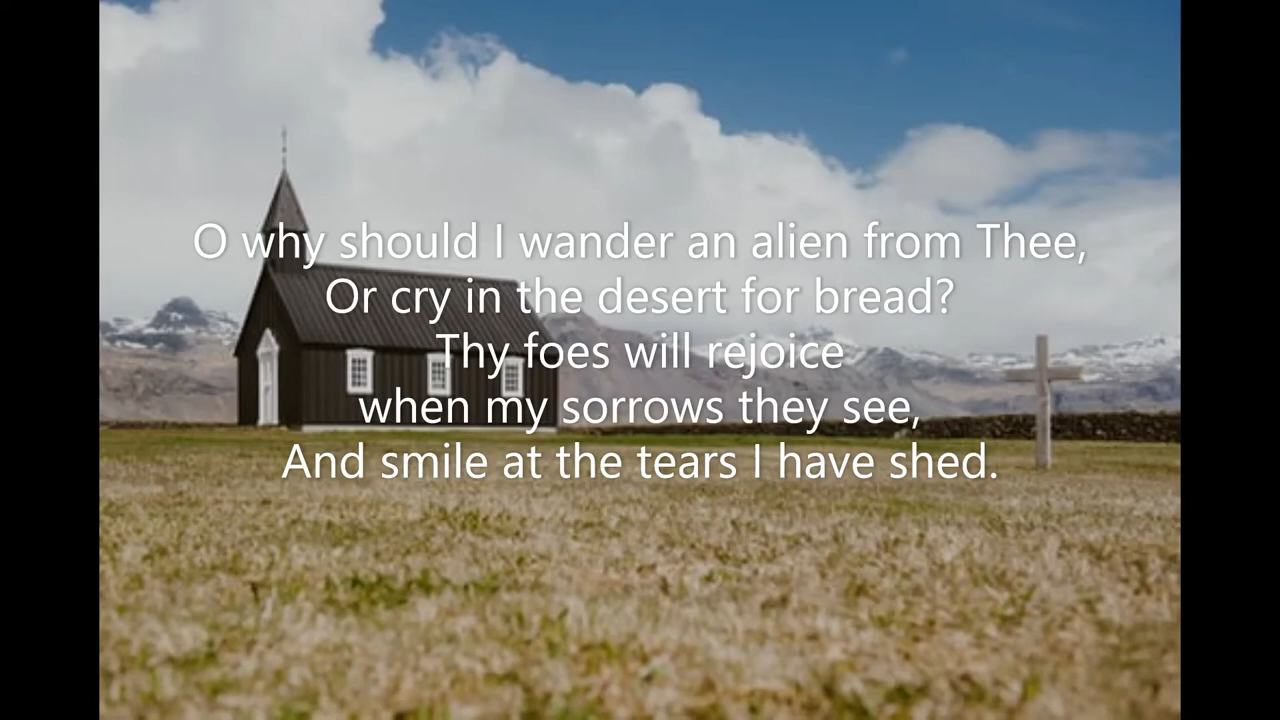 O why should I wander an alien from Thee,
Or cry in the desert for bread?
Thy foes will rejoice
when my sorrows they see,
And smile at the tears I have shed.